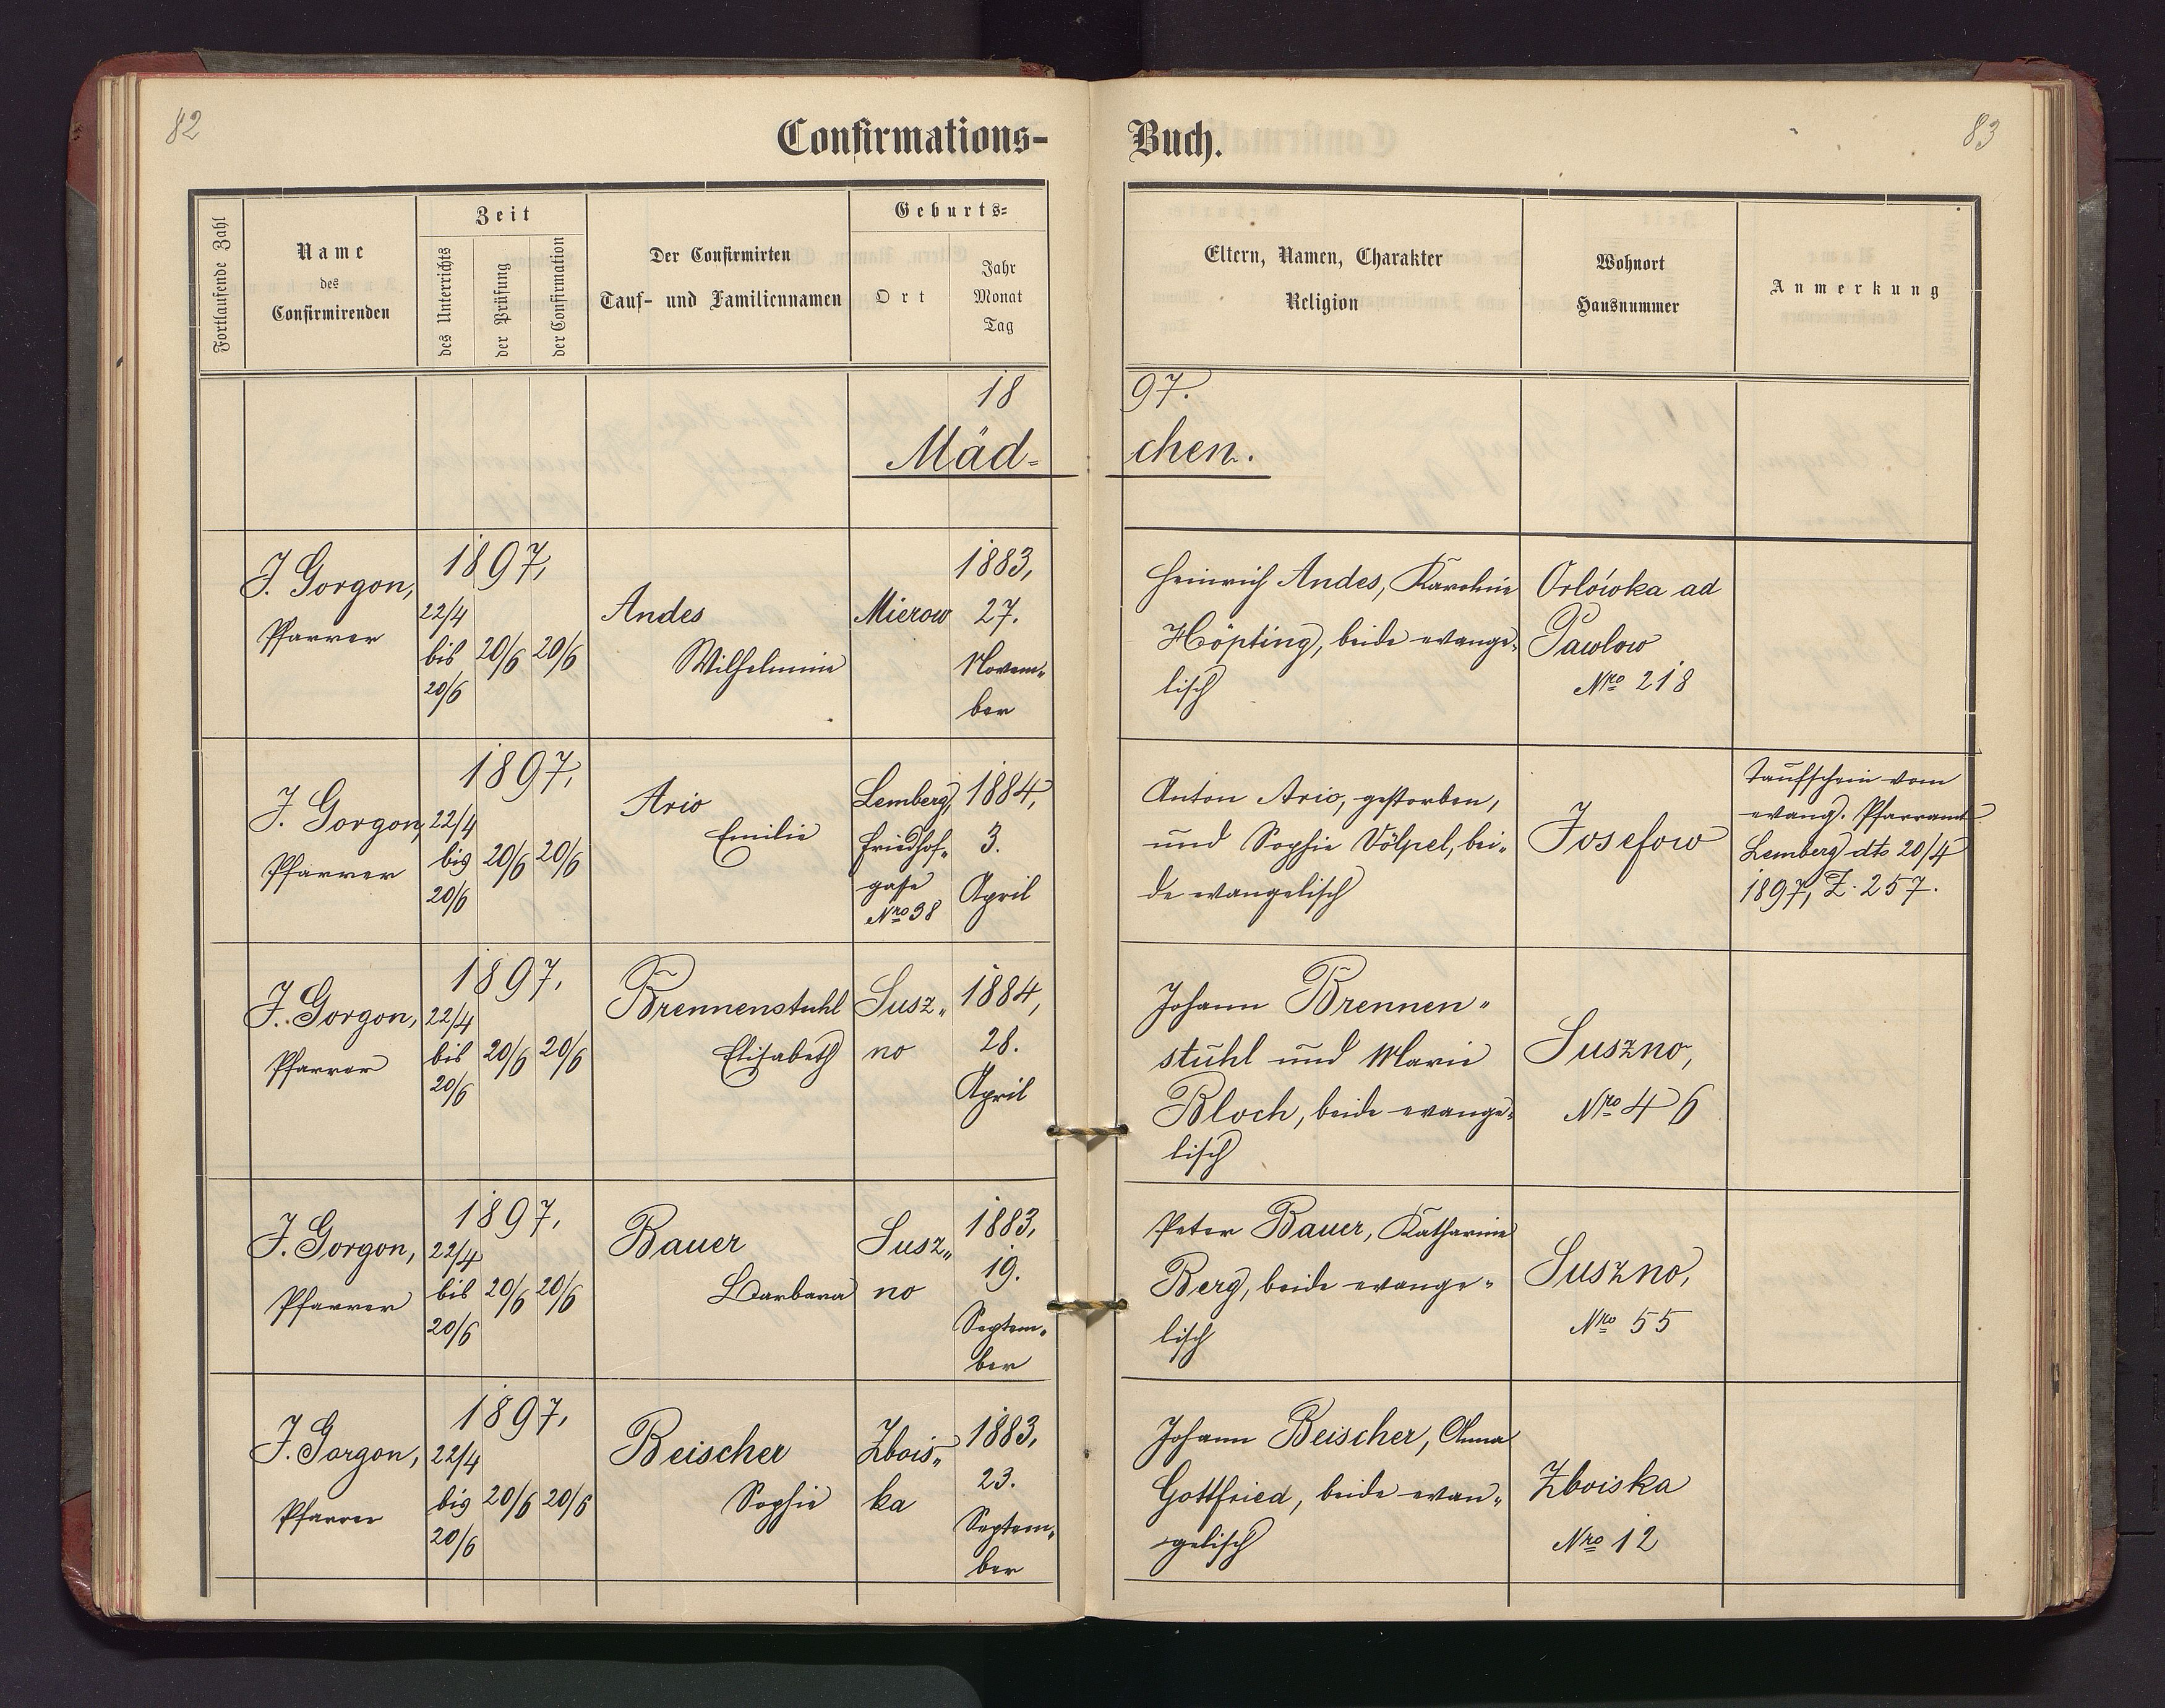 82
83
Confirmations-
Buch.
Fortlaufende Zahl
Name
des
Confirmirenden
Zeit
des Unterrichts
der Prüfung
der Confirmation
Der Confirmirten
Tauf- und Familiennamen
Geburts-
Ort
Jahr
Monat
Tag
Eltern, Namen, Charakter
Religion
Wohnort
Hausnummer
Anmerkung
18
97.
Mäd-
chen.
J. Gorgon,
Pfarrer
1897,
22/4
bis
20/6
20/6
20/6
Andes
Wilhelmine
Mierow
1883,
27.
Novem-
ber
Heinrich Andes, Karoline
Höpting, beide evange-
lisch
Orlówka ad
Pawlow
Nro 218
J. Gorgon,
Pfarrer
1897,
22/4
bis
20/6
20/6
20/6
Ario
Emilie
Lemberg,
Friedhof-
gasse
Nro 38
1884,
3.
April
Anton Ario, gestorben,
und Sophie Völpel, bei-
de evangelisch
Josefow
Taufschein vom
evang. Pfarramt
Lemberg dto 20/4
1897, Z. 257.
J. Gorgon,
Pfarrer
1897,
22/4
bis
20/6
20/6
20/6
Brennenstuhl
Elisabeth
Susz-
no
1884,
28.
April
Johann Brennen-
stuhl und Marie
Bloch, beide evange-
lisch
Suszno,
Nro 46
J. Gorgon,
Pfarrer
1897,
22/4
bis
20/6
20/6
20/6
Bauer
Barbara
Susz-
no
1883,
19.
Septem-
ber
Peter Bauer, Katharine
Berg, beide evange-
lisch
Suszno,
Nro 55
J. Gorgon,
Pfarrer
1897,
22/4
bis
20/6
20/6
20/6
Beischer
Sophie
Zbois-
ka
1883,
23.
Septem-
ber
Johann Beischer, Anna
Gottfried, beide evan-
gelisch
Zboiska
Nro 12